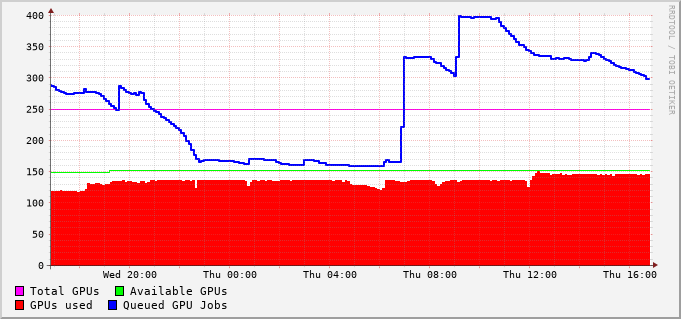 400
350
300
250
200
150
100
50
0
Wed 20:00 Thu 00:00 Thu 04:00 Thu 08:00 Thu 12:00 Thu 16:00
Total GPUs Available GPUs
GPUs used Queued GPU Jobs
RRDTOOL / TOBI OETIKER